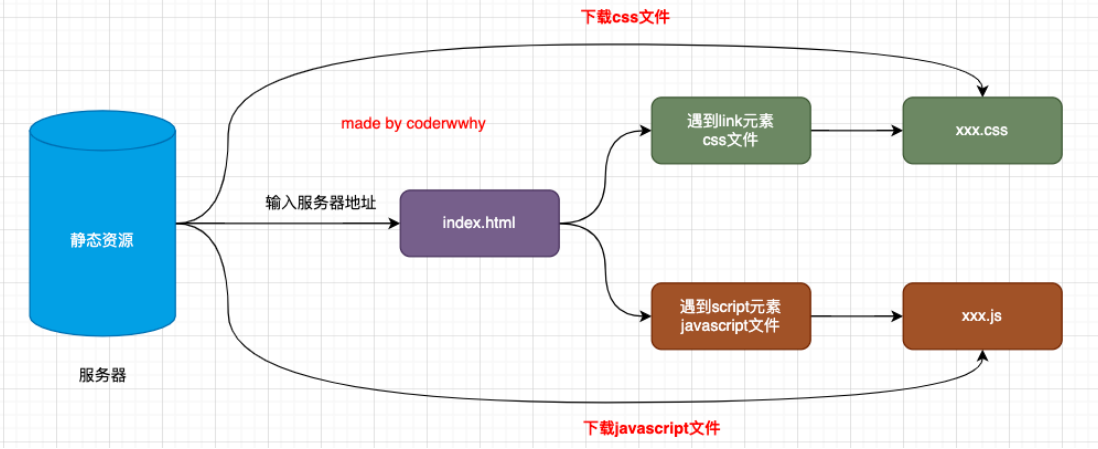 下载css文件
made by coderwwhy
遇到link元素
css文件
xxx.css
输入服务器地址
index.html
静态资源
遇到script元素
javascript文件
xxx.js
服务器
下载javascript文件